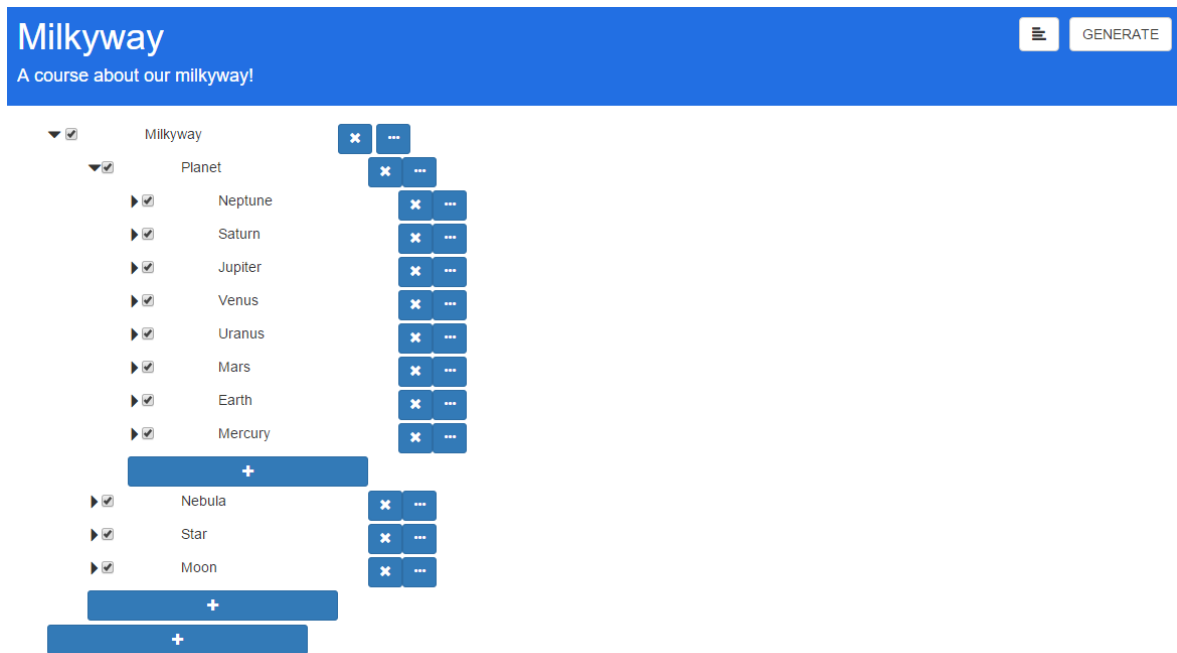 Milkyway
GENERATE
A course about our milkyway!
Milkyway
Planet
Neptune
Saturn
Jupiter
Venus
Uranus
Mars
Earth
Mercury
Nebula
Star
Moon